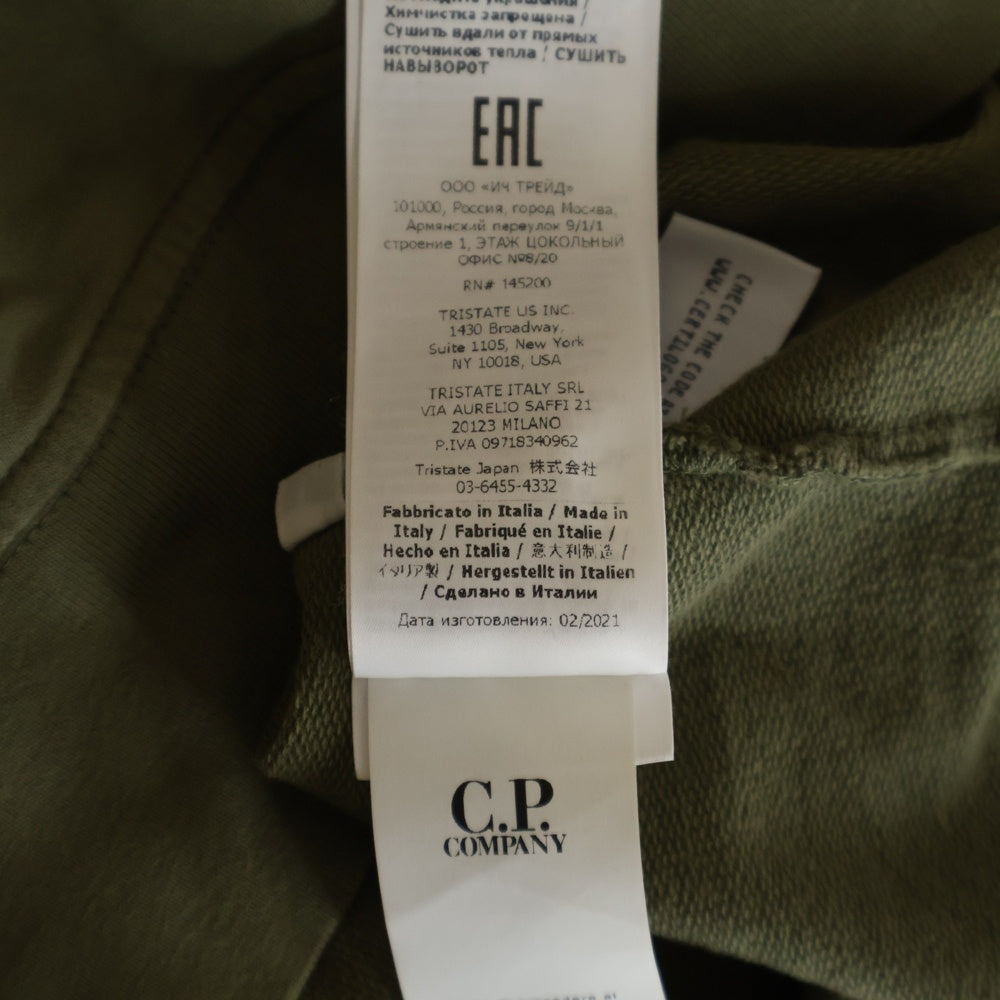 Химчистка запрещена /
Сушить вдали от прямых
источников тепла / СУШИТЬ
НАВЫВОРОТ
EAC
ООО «ИЧ ТРЕЙД»
101000, Россия, город Москва,
Армянский переулок 9/1/1
строение 1, ЭТАЖ ЦОКОЛЬНЫЙ
ОФИС №8/20
RN# 145200
TRISTATE US INC.
1430 Broadway,
Suite 1105, New York
NY 10018, USA
TRISTATE ITALY SRL
VIA AURELIO SAFFI 21
20123 MILANO
P.IVA 09718340962
Tristate Japan 株式会社
03-6455-4332
Fabbricato in Italia / Made in
Italy / Fabriqué en Italie /
Hecho en Italia / 意大利制造 /
イタリア製 / Hergestellt in Italien
/ Сделано в Италии
Дата изготовления: 02/2021
C.P.
COMPANY
CHECK THE CODE
WWW.CERTILOGO